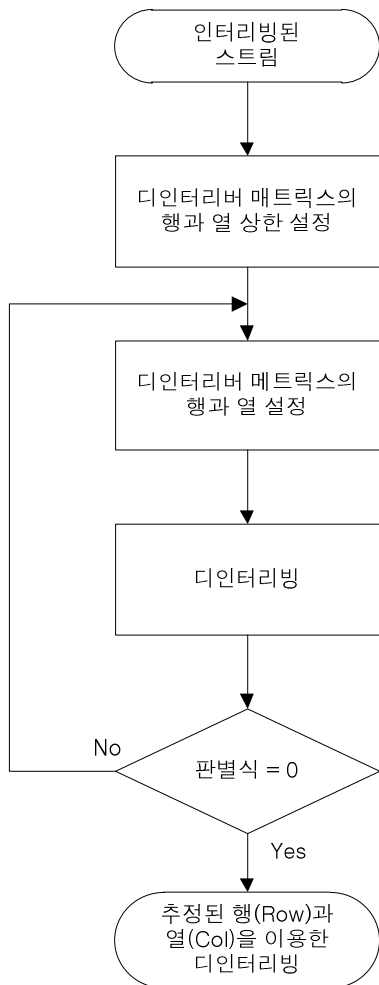 인터리빙된
스트림
디인터리버 매트릭스의
행과 열 상한 설정
디인터리버 메트릭스의
행과 열 설정
디인터리빙
No
판별식 = 0
Yes
추정된 행(Row)과
열(Col)을 이용한
디인터리빙